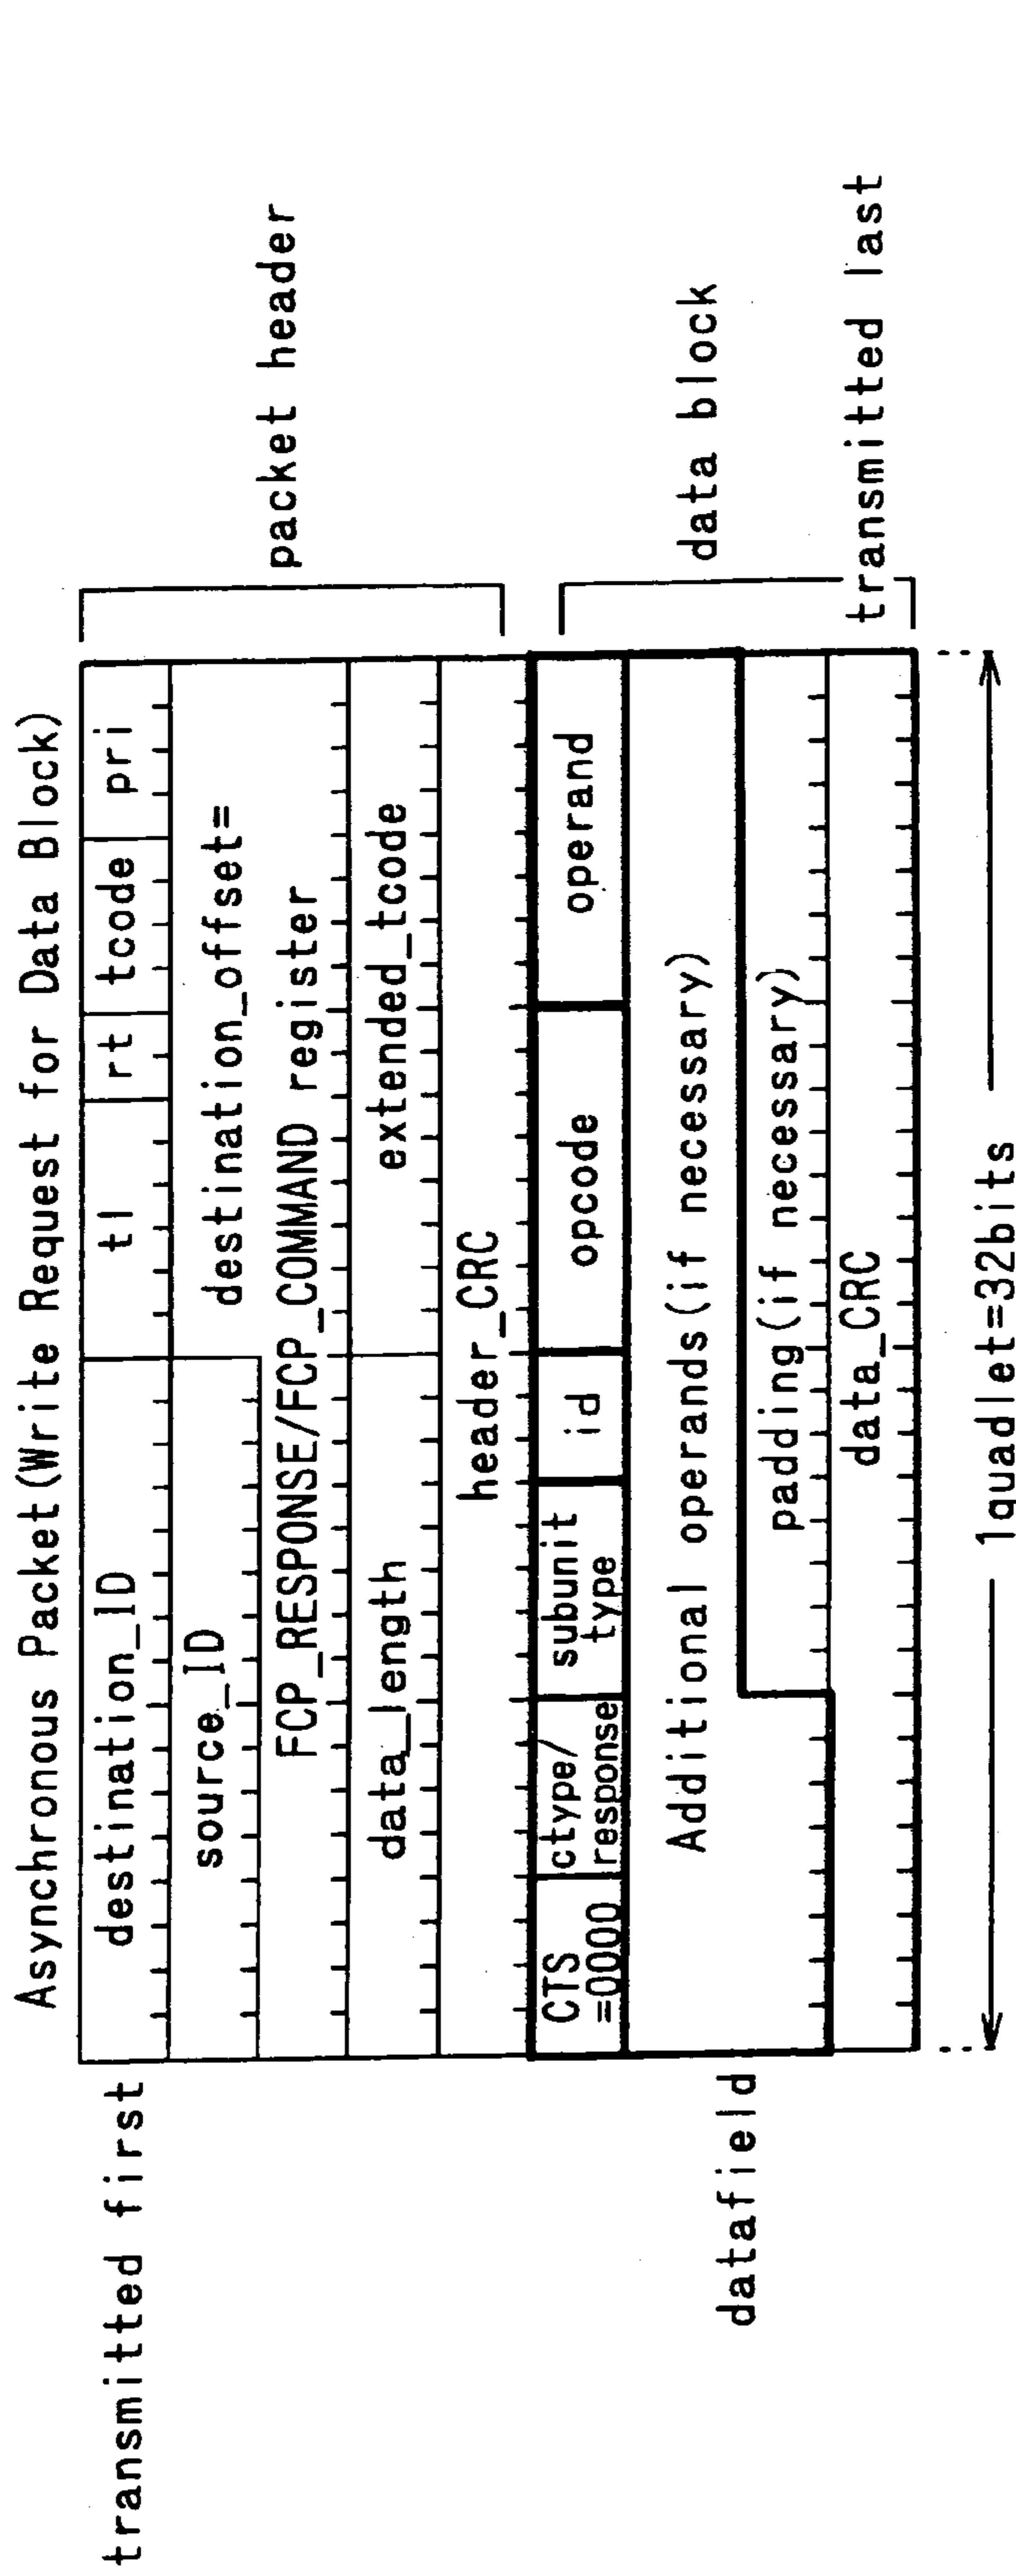 Asynchronous Packet(Write Request for Data Block)
transmitted first
destination_ID
tl
rt
tcode
pri
source_ID
destination_offset=
FCP_RESPONSE/FCP_COMMAND register
data_length
extended_tcode
header_CRC
packet header
CTS
=0000
ctype/
response
subunit
type
id
opcode
operand
datafield
Additional operands(if necessary)
padding(if necessary)
data_CRC
data block
transmitted last
1quadlet=32bits